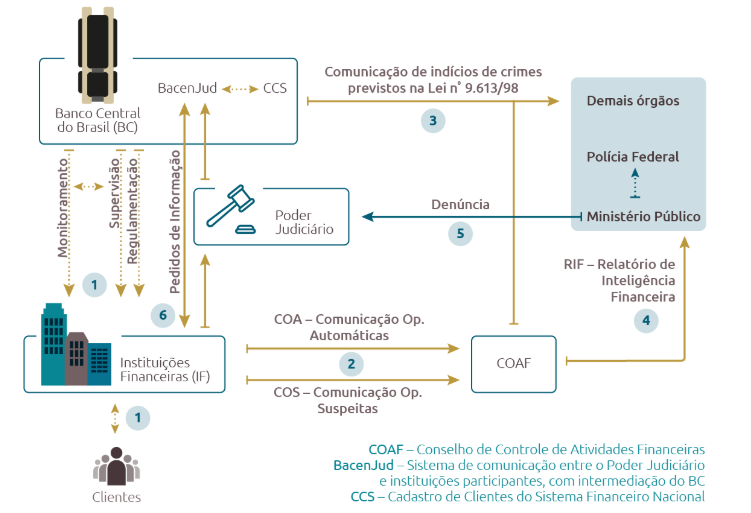 BacenJud
CCS
Banco Central
do Brasil (BC)
Comunicação de indícios de crimes
previstos na Lei n° 9.613/98
3
Demais órgãos
Polícia Federal
Ministério Público
Monitoramento
Supervisão
Regulamentação
Pedidos de Informação
Poder
Judiciário
Denúncia
5
1
6
RIF – Relatório de
Inteligência
Financeira
4
COA – Comunicação Op.
Automáticas
2
COS – Comunicação Op.
Suspeitas
Instituições
Financeiras (IF)
COAF
1
Clientes
COAF – Conselho de Controle de Atividades Financeiras
BacenJud – Sistema de comunicação entre o Poder Judiciário
e instituições participantes, com intermediação do BC
CCS – Cadastro de Clientes do Sistema Financeiro Nacional